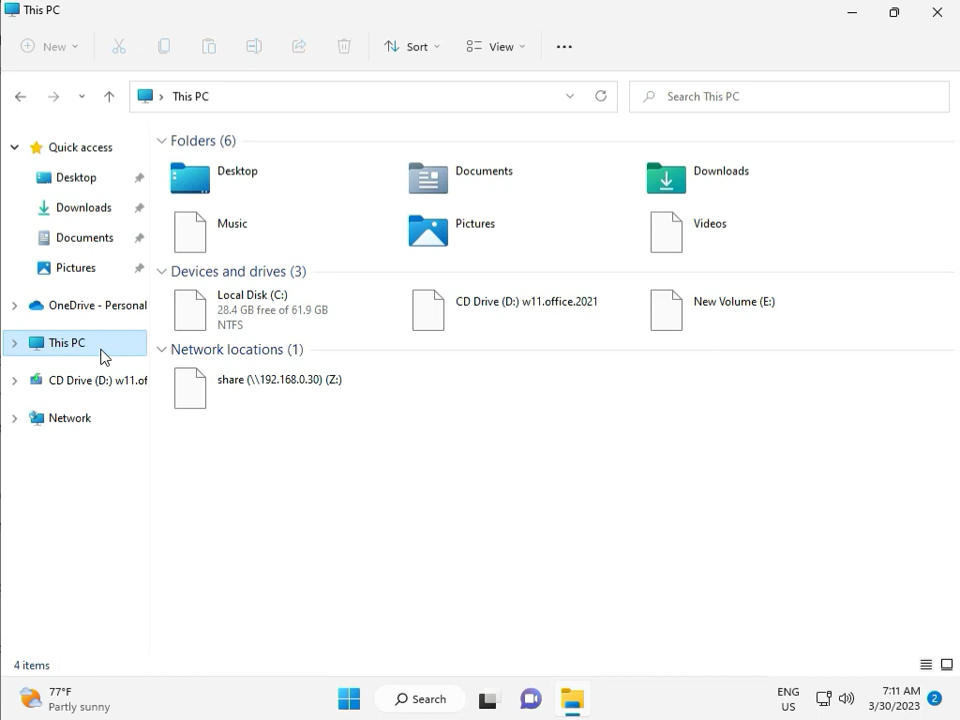 This PC
New
Sort
View
This PC
Search This PC
Quick access
Desktop
Downloads
Documents
Pictures
OneDrive - Personal
This PC
CD Drive (D:) w11.of
Network
Folders (6)
Desktop
Documents
Downloads
Music
Pictures
Videos
Devices and drives (3)
Local Disk (C:)
28.4 GB free of 61.9 GB
NTFS
CD Drive (D:) w11.office.2021
New Volume (E:)
Network locations (1)
share (\\192.168.0.30) (Z:)
4 items
77°F
Partly sunny
Search
ENG
US
7:11 AM
3/30/2023
2